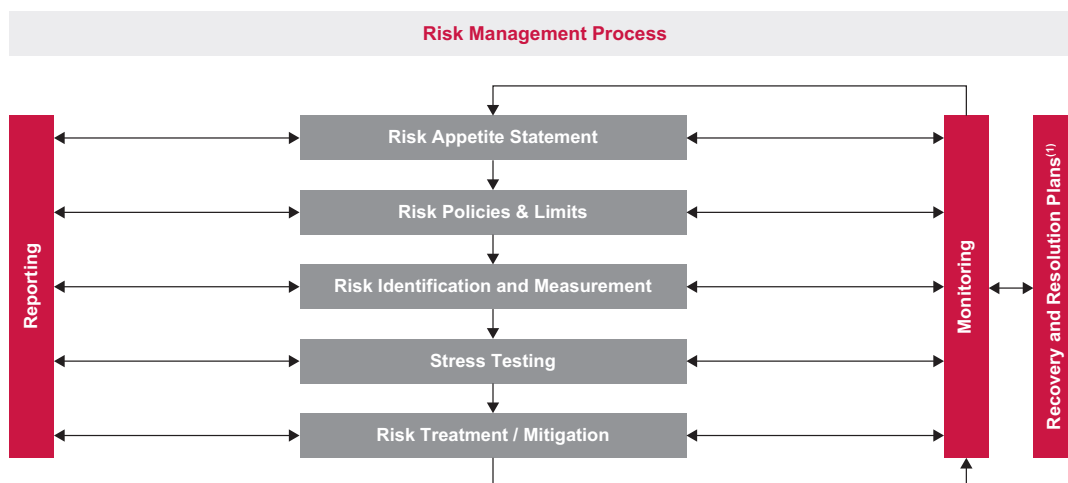 Risk Management Process
Risk Appetite Statement
Risk Policies & Limits
Risk Identification and Measurement
Stress Testing
Risk Treatment / Mitigation
Reporting
Monitoring
Recovery and Resolution Plans(1)